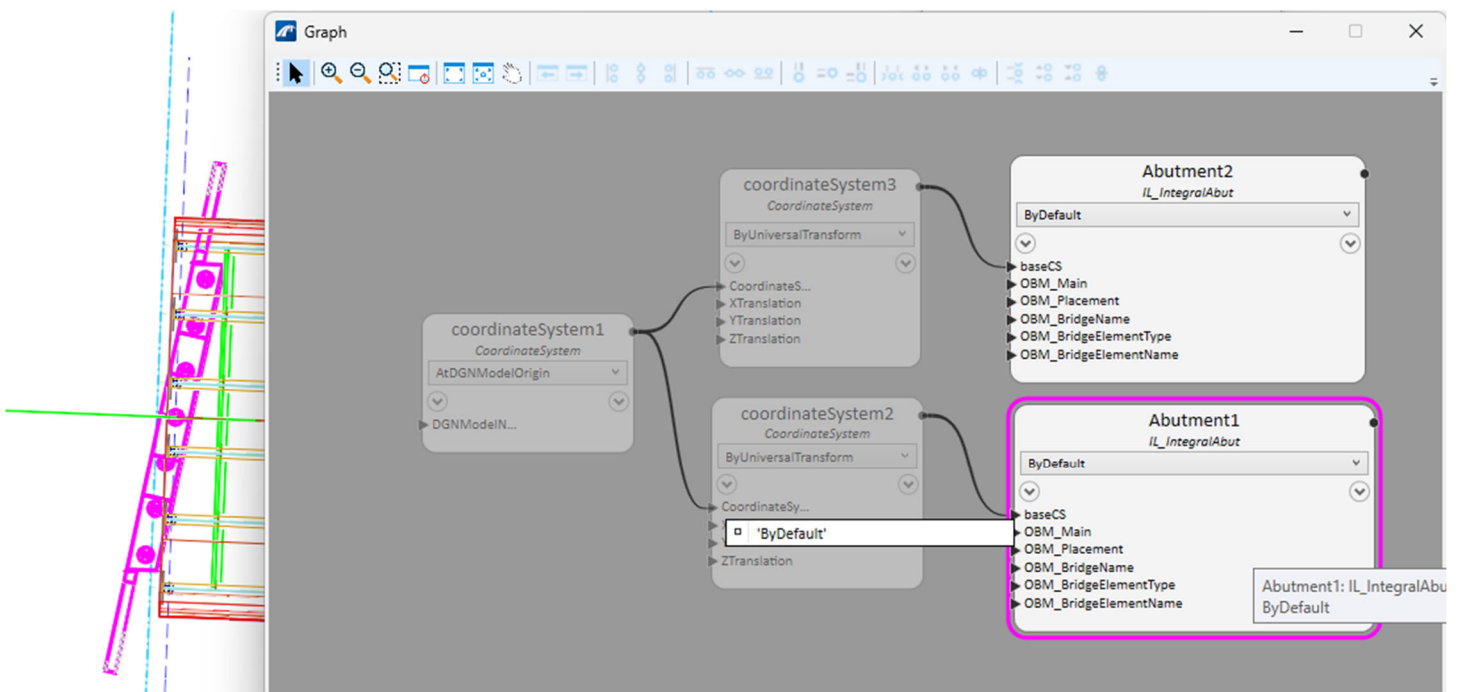 Graph
coordinateSystem3
CoordinateSystem
ByUniversalTransform
CoordinateS...
XTranslation
YTranslation
ZTranslation
Abutment2
IL_IntegralAbut
ByDefault
baseCS
OBM_Main
OBM_Placement
OBM_BridgeName
OBM_BridgeElementType
OBM_BridgeElementName
coordinateSystem1
CoordinateSystem
AtDGNModelOrigin
DGNModelN...
coordinateSystem2
CoordinateSystem
ByUniversalTransform
CoordinateSy...
'ByDefault'
ZTranslation
Abutment1
IL_IntegralAbut
ByDefault
baseCS
OBM_Main
OBM_Placement
OBM_BridgeName
OBM_BridgeElementType
OBM_BridgeElementName
Abutment1: IL_IntegralAbu
ByDefault